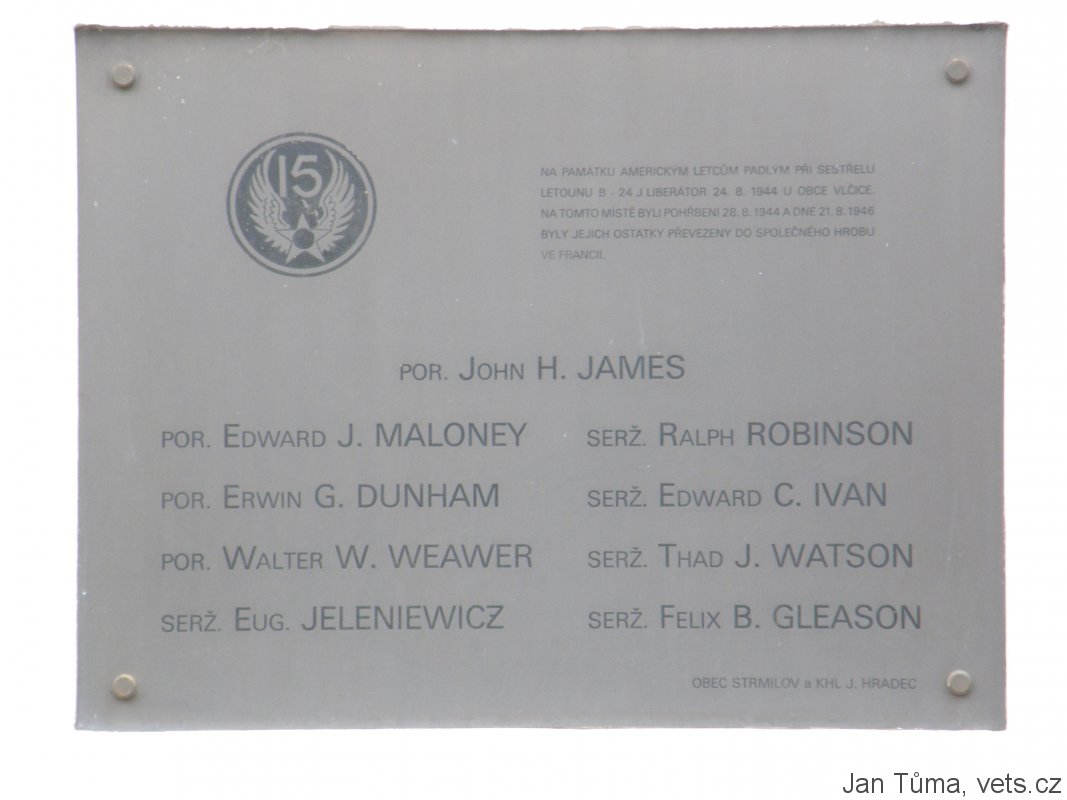 15
NA PAMÁTKU AMERICKÝM LETCŮM PADLÝM PŘI SESTŘELU
LETOUNU B - 24 J LIBERÁTOR 24. 8. 1944 U OBCE VLČICE.
NA TOMTO MÍSTĚ BYLI POHŘBENI 28. 8. 1944 A DNE 21. 8. 1946
BYLY JEJICH OSTATKY PŘEVEZENY DO SPOLEČNÉHO HROBU
VE FRANCII.
POR. JOHN H. JAMES
POR. EDWARD J. MALONEY
POR. ERWIN G. DUNHAM
POR. WALTER W. WEAWER
SERŽ. EUG. JELENIEWICZ
SERŽ. RALPH ROBINSON
SERŽ. EDWARD C. IVAN
SERŽ. THAD J. WATSON
SERŽ. FELIX B. GLEASON
OBEC STRMILOV a KHL J. HRADEC
Jan Tůma, vets.cz